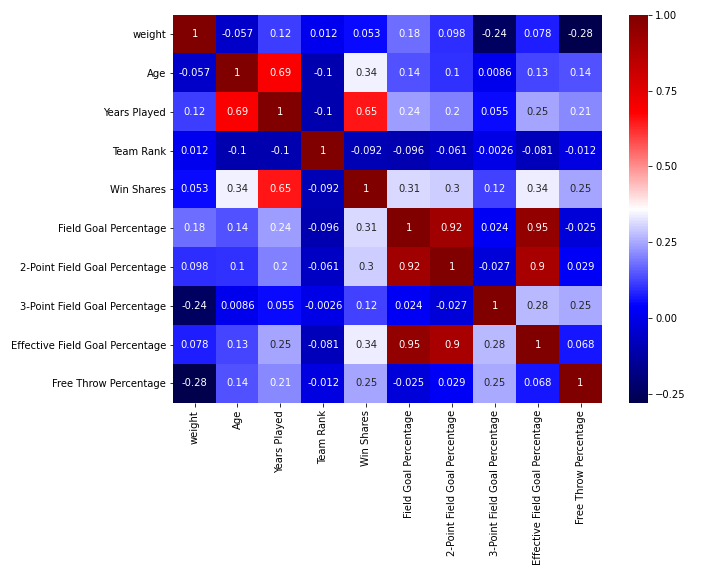 weight 1 -0.057 0.12 0.012 0.053 0.18 0.098 -0.24 0.078 -0.28
Age -0.057 1 0.69 -0.1 0.34 0.14 0.1 0.0086 0.13 0.14
Years Played 0.12 0.69 1 -0.1 0.65 0.24 0.2 0.055 0.25 0.21
Team Rank 0.012 -0.1 -0.1 1 -0.092 -0.096 -0.061 -0.0026 -0.081 -0.012
Win Shares 0.053 0.34 0.65 -0.092 1 0.31 0.3 0.12 0.34 0.25
Field Goal Percentage 0.18 0.14 0.24 -0.096 0.31 1 0.92 0.024 0.95 -0.025
2-Point Field Goal Percentage 0.098 0.1 0.2 -0.061 0.3 0.92 1 -0.027 0.9 0.029
3-Point Field Goal Percentage -0.24 0.0086 0.055 -0.0026 0.12 0.024 -0.027 1 0.28 0.25
Effective Field Goal Percentage 0.078 0.13 0.25 -0.081 0.34 0.95 0.9 0.28 1 0.068
Free Throw Percentage -0.28 0.14 0.21 -0.012 0.25 -0.025 0.029 0.25 0.068 1
weight
Age
Years Played
Team Rank
Win Shares
Field Goal Percentage
2-Point Field Goal Percentage
3-Point Field Goal Percentage
Effective Field Goal Percentage
Free Throw Percentage
1.00
0.75
0.50
0.25
0.00
−0.25